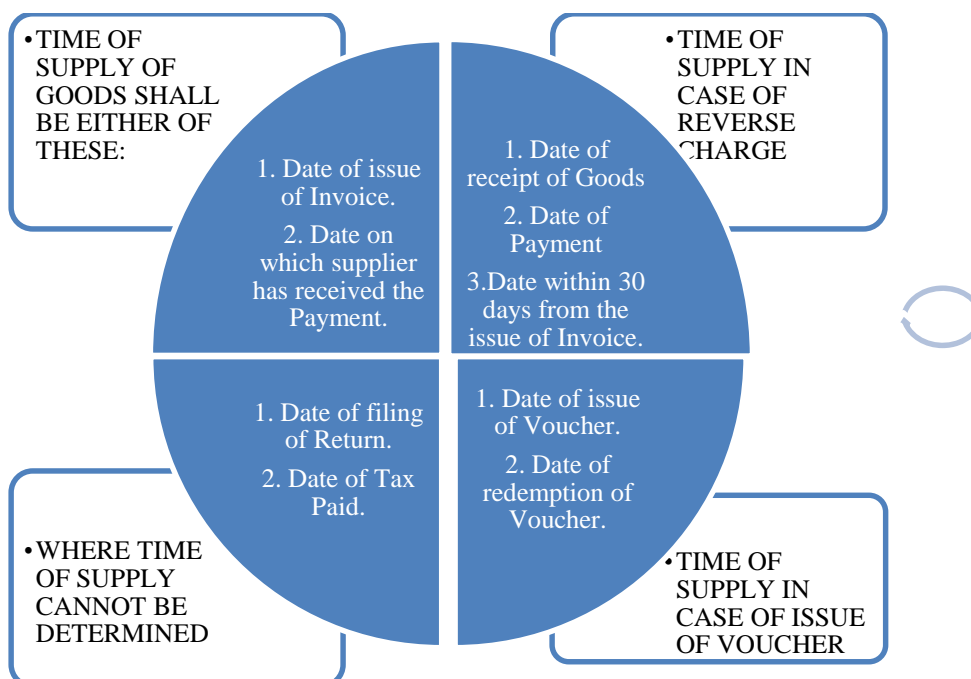 •TIME OF
SUPPLY OF
GOODS SHALL
BE EITHER OF
THESE:
1. Date of issue
of Invoice.
2. Date on
which supplier
has received the
Payment.
•TIME OF
SUPPLY IN
CASE OF
REVERSE
CHARGE
1. Date of
receipt of Goods
2. Date of
Payment
3.Date within 30
days from the
issue of Invoice.
•WHERE TIME
OF SUPPLY
CANNOT BE
DETERMINED
1. Date of filing
of Return.
2. Date of Tax
Paid.
1. Date of issue
of Voucher.
2. Date of
redemption of
Voucher.
•TIME OF
SUPPLY IN
CASE OF ISSUE
OF VOUCHER